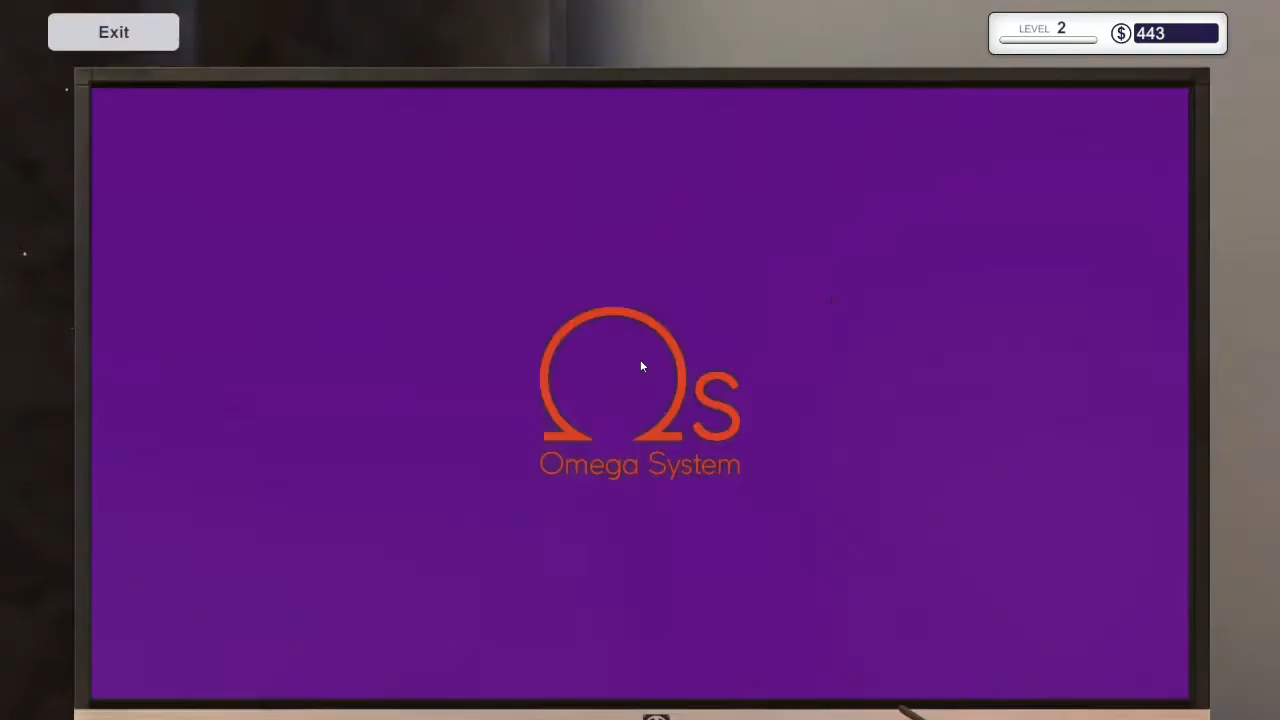 Exit
LEVEL 2
$ 443
Ωs
Omega System